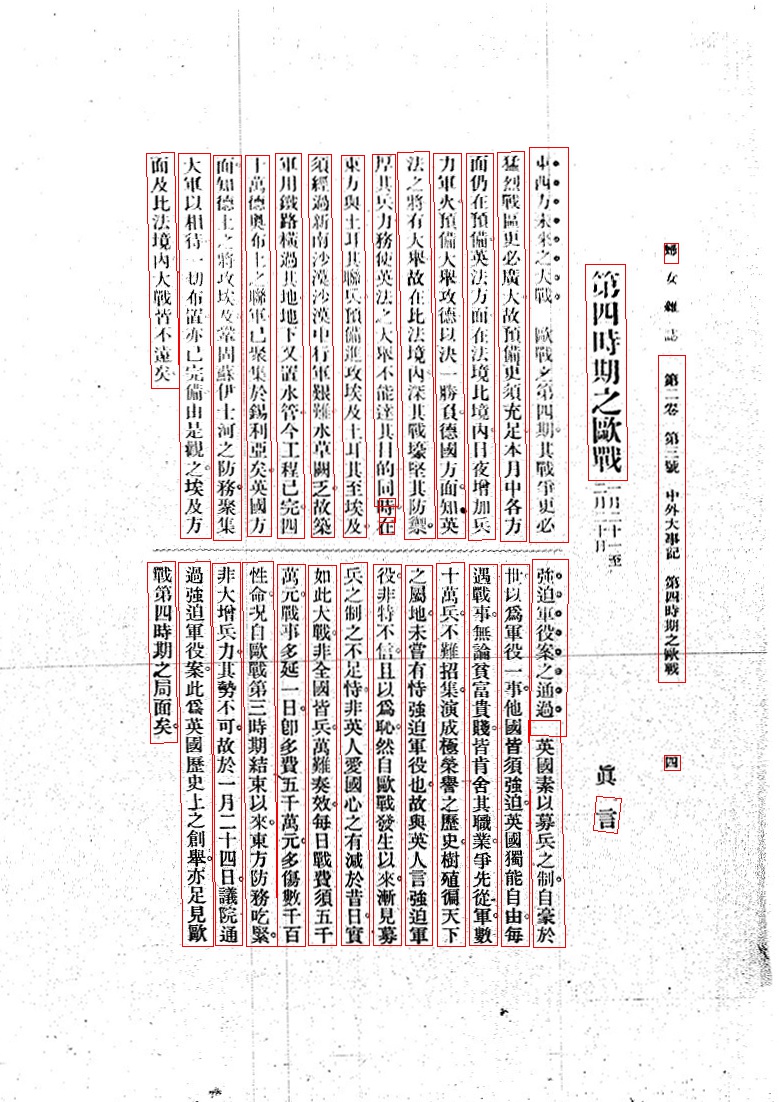 婦女雜誌 第二卷 第三號 中外大事記 第四時期之歐戰 四
第四時期之歐戰 一月二十一至二月二十日
眞言
東西方未來之大戰。 歐戰之第四期。其戰爭更必
猛烈戰區更必廣大。故預備更須充足。本月中各方
面仍在預備。英法方面。在法境比境內。日夜增加兵
力軍火。預備大舉攻德。以決一勝負。德國方面。知英
法之將有大舉。故在比法境內。深其戰壕。堅其防禦。
厚其兵力。務使英法之大舉不能達其目的。同時在
東方與土耳其聯兵。預備進攻埃及。土耳其至埃及。
須經過新南沙漠。沙漠中行軍艱難。水草闕乏。故築
軍用鐵路橫過其地。地下又置水管。今工程已完。四
十萬德奧布土之聯軍。已聚集於錫利亞矣。英國方
面知德土之將攻埃及。鞏固蘇伊士河之防務。聚集
大軍以相待。一切布置亦已完備。由是觀之。埃及方
面及比法境內。大戰皆不遠矣。
強迫軍役案之通過。 英國素以募兵之制自豪於
世。以爲軍役一事。他國皆須強迫。英國獨能自由。每
遇戰事。無論貧富貴賤。皆肯舍其職業。爭先從軍。數
十萬兵不難招集。演成極榮譽之歷史。樹殖徧天下
之屬地。未嘗有恃強迫軍役也。故與英人言強迫軍
役。非特不信。且以爲恥。然自歐戰發生以來。漸見募
兵之制之不足恃。非英人愛國心之有減於昔日。實
如此大戰。非全國皆兵。萬難奏效。每日戰費須五千
萬元。戰事多延一日。卽多費五千萬元。多傷數千百
性命。況自歐戰第三時期結束以來。東方防務吃緊。
非大增兵力。其勢不可。故於一月二十四日議院通
過強迫軍役案。此爲英國歷史上之創舉。亦足見歐
戰第四時期之局面矣。